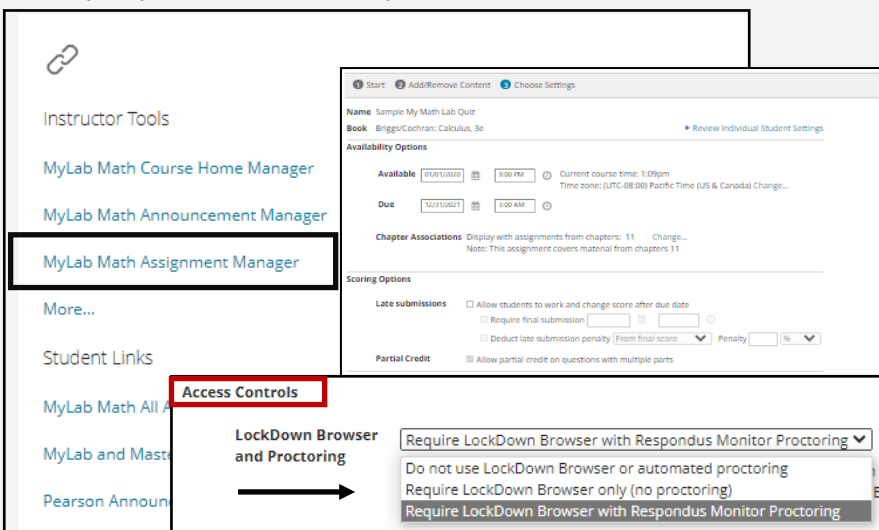 Instructor Tools
MyLab Math Course Home Manager
MyLab Math Announcement Manager
MyLab Math Assignment Manager
More...
Student Links
MyLab Math All A
MyLab and Maste
Pearson Announ
1 Start 2 Add/Remove Content 3 Choose Settings
Name Sample My Math Lab Quiz
Book Briggs/Cochran: Calculus, 3e
Review Individual Student Settings
Availability Options
Available 01/01/2020 9:00 PM Current course time: 1:09pm
Time zone: (UTC-08:00) Pacific Time (US & Canada) Change...
Due 12/31/2021 3:00 AM
Chapter Associations Display with assignments from chapters: 11 Change...
Note: This assignment covers material from chapters 11
Scoring Options
Late submissions Allow students to work and change score after due date
Require final submission
Deduct late submission penalty From final score Penalty %
Partial Credit Allow partial credit on questions with multiple parts
Access Controls
LockDown Browser
and Proctoring
Require LockDown Browser with Respondus Monitor Proctoring
Do not use LockDown Browser or automated proctoring
Require LockDown Browser only (no proctoring)
Require LockDown Browser with Respondus Monitor Proctoring